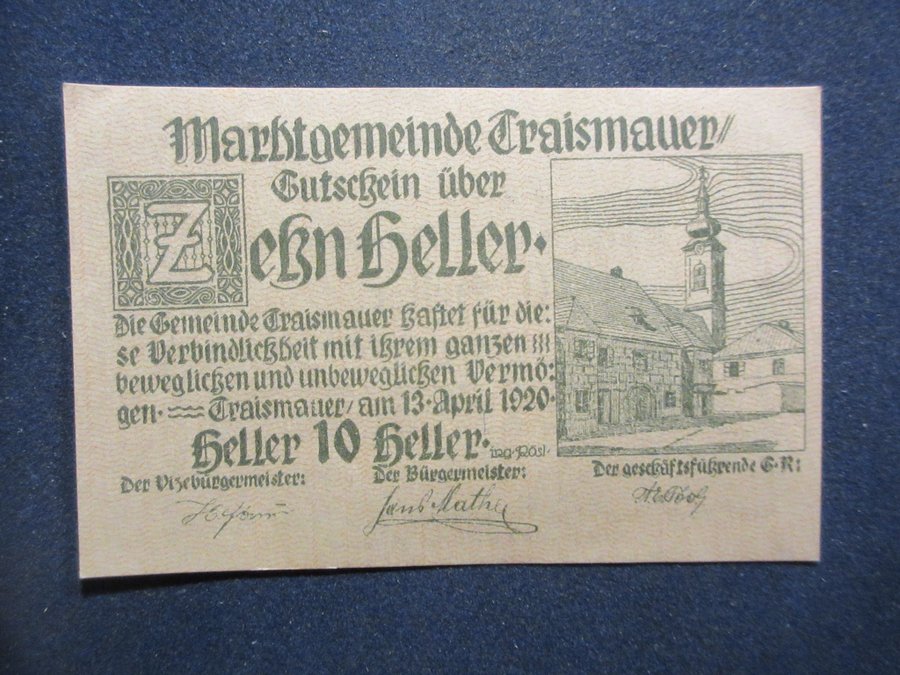 Marktgemeinde Traismauer//
Gutschein über
Zehn Heller·
Die Gemeinde Traismauer haftet für die:
se Verbindlichkeit mit ihrem ganzen
beweglichen und unbeweglichen Vermö:
gen· Traismauer/ am 13·April 1920·
Heller 10 Heller·
Der Vizebürgermeister:
Der Bürgermeister:
Der geschäftsführende G·R:
Hans